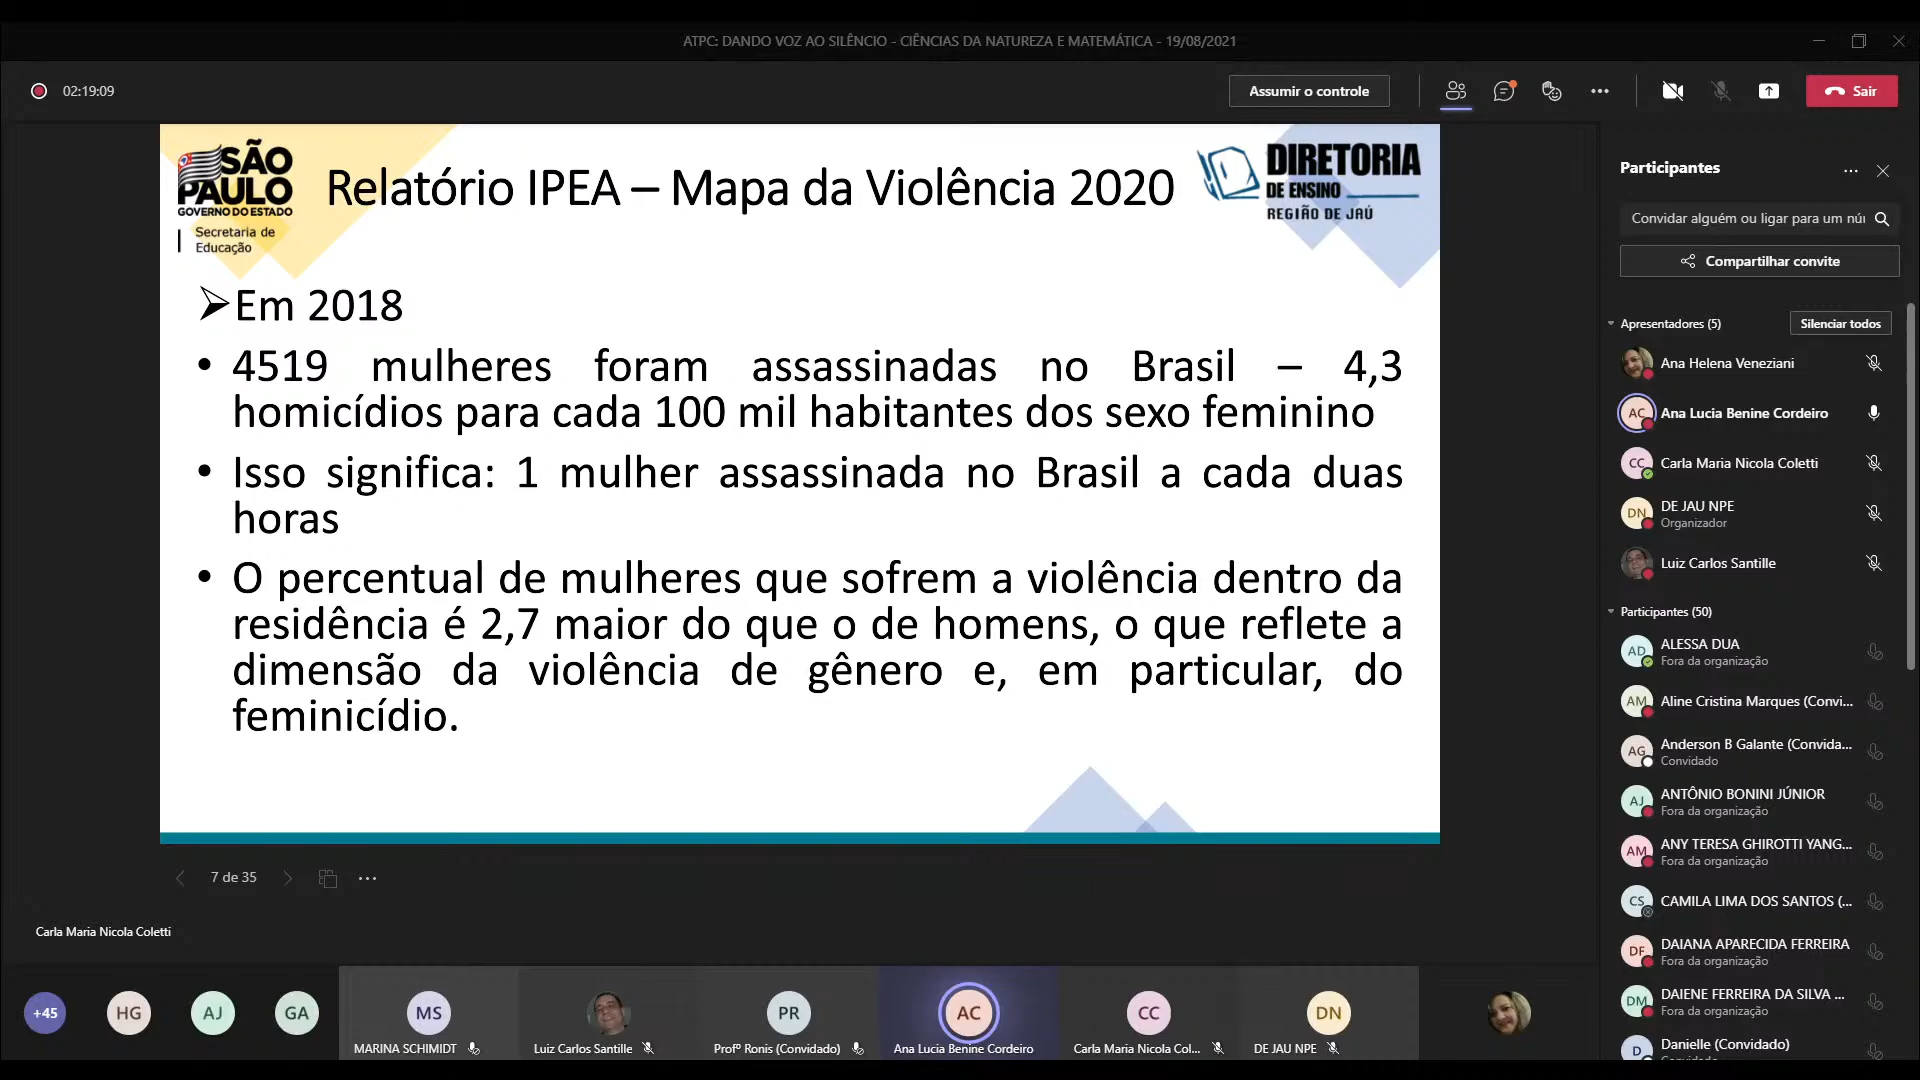 ATPC: DANDO VOZ AO SILÊNCIO - CIÊNCIAS DA NATUREZA E MATEMÁTICA - 19/08/2021
02:19:09
Assumir o controle
Sair
SÃO
PAULO
GOVERNO DO ESTADO
Secretaria de
Educação
Relatório IPEA – Mapa da Violência 2020
DIRETORIA
DE ENSINO
REGIÃO DE JAÚ
➢Em 2018
• 4519 mulheres foram assassinadas no Brasil – 4,3
homicídios para cada 100 mil habitantes dos sexo feminino
• Isso significa: 1 mulher assassinada no Brasil a cada duas
horas
• O percentual de mulheres que sofrem a violência dentro da
residência é 2,7 maior do que o de homens, o que reflete a
dimensão da violência de gênero e, em particular, do
feminicídio.
7 de 35
Carla Maria Nicola Coletti
+45
HG
AJ
GA
MS
MARINA SCHIMIDT
Luiz Carlos Santille
PR
Profº Ronis (Convidado)
AC
Ana Lucia Benine Cordeiro
CC
Carla Maria Nicola Col...
DN
DE JAU NPE
Participantes
Convidar alguém ou ligar para um núi
Compartilhar convite
Apresentadores (5)
Silenciar todos
Ana Helena Veneziani
AC
Ana Lucia Benine Cordeiro
CC
Carla Maria Nicola Coletti
DN
DE JAU NPE
Organizador
Luiz Carlos Santille
Participantes (50)
AD
ALESSA DUA
Fora da organização
AM
Aline Cristina Marques (Convi...
AG
Anderson B Galante (Convida...
Convidado
AJ
ANTÔNIO BONINI JÚNIOR
Fora da organização
AM
ANY TERESA GHIROTTI YANG...
Fora da organização
CS
CAMILA LIMA DOS SANTOS (...
DF
DAIANA APARECIDA FERREIRA
Fora da organização
DM
DAIENE FERREIRA DA SILVA ...
Fora da organização
D
Danielle (Convidado)